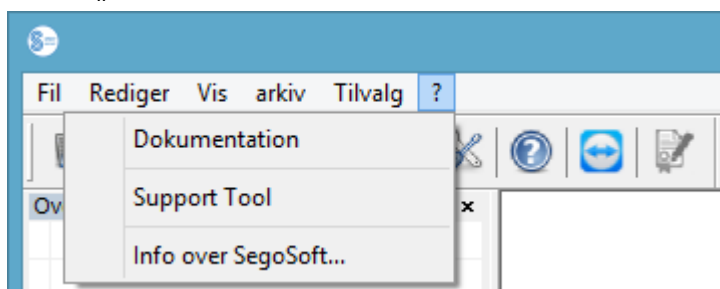 Fil Rediger Vis arkiv Tilvalg ?
Dokumentation
Support Tool
Ov x
Info over SegoSoft...